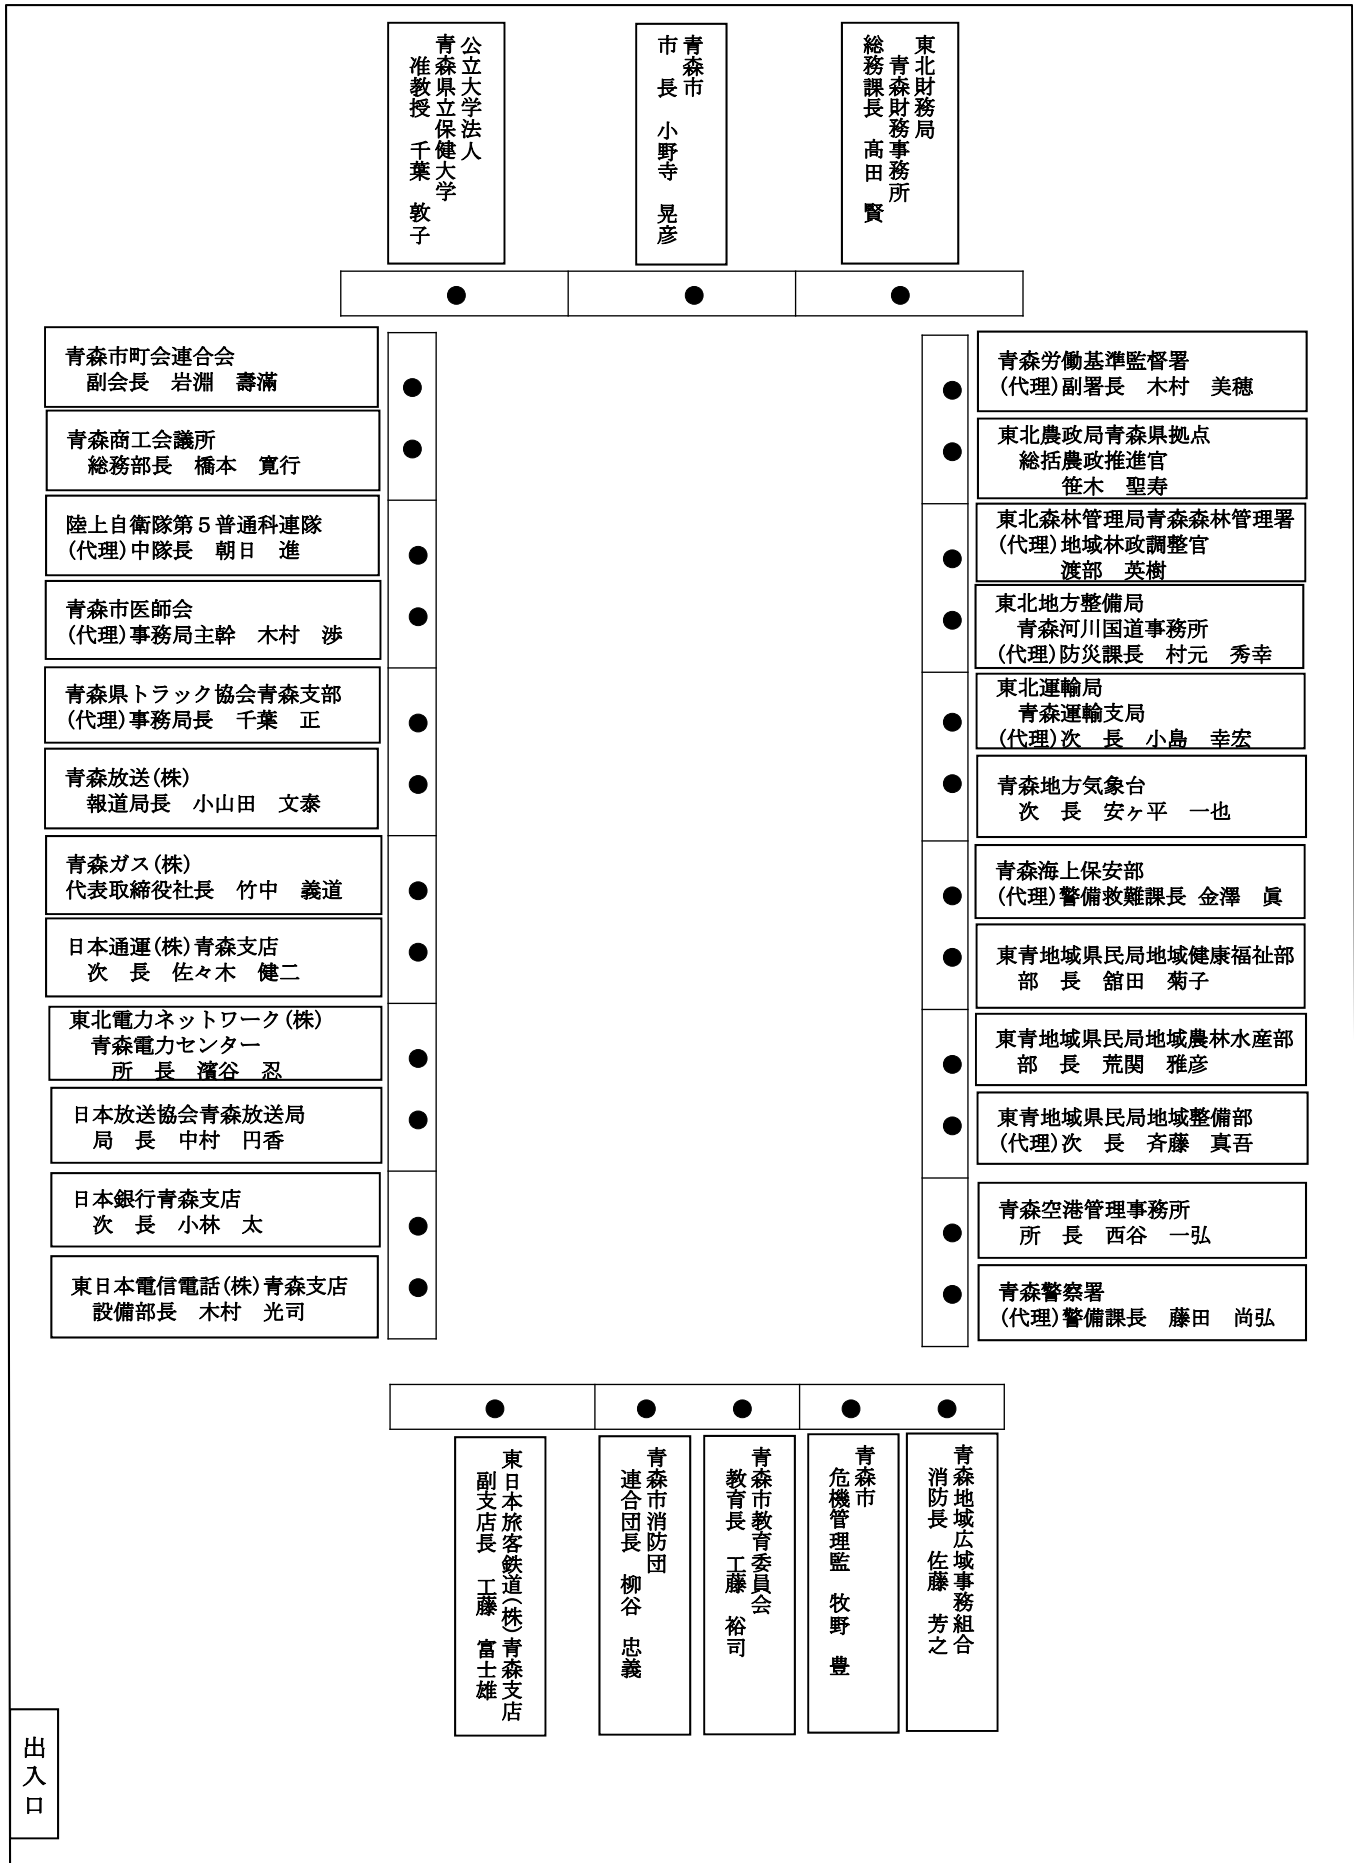 公立大学法人
青森県立保健大学
准教授　千葉　敦子
青森市
市　長　小野寺　晃彦
東北財務局
青森財務事務所
総務課長　髙田　賢
青森市町会連合会
副会長　岩淵　壽滿
青森商工会議所
総務部長　橋本　寛行
陸上自衛隊第５普通科連隊
(代理)中隊長　朝日　進
青森市医師会
(代理)事務局主幹　木村　渉
青森県トラック協会青森支部
(代理)事務局長　千葉　正
青森放送(株)
報道局長　小山田　文泰
青森ガス(株)
代表取締役社長　竹中　義道
日本通運(株)青森支店
次　長　佐々木　健二
東北電力ネットワーク(株)
青森電力センター
所　長　濱谷　忍
日本放送協会青森放送局
局　長　中村　円香
日本銀行青森支店
次　長　小林　太
東日本電信電話(株)青森支店
設備部長　木村　光司
青森労働基準監督署
(代理)副署長　木村　美穂
東北農政局青森県拠点
総括農政推進官
笹木　聖寿
東北森林管理局青森森林管理署
(代理)地域林政調整官
渡部　英樹
東北地方整備局
青森河川国道事務所
(代理)防災課長　村元　秀幸
東北運輸局
青森運輸支局
(代理)次　長　小島　幸宏
青森地方気象台
次　長　安ヶ平　一也
青森海上保安部
(代理)警備救難課長 金澤　眞
東青地域県民局地域健康福祉部
部　長　舘田　菊子
東青地域県民局地域農林水産部
部　長　荒関　雅彦
東青地域県民局地域整備部
(代理)次　長　斉藤　真吾
青森空港管理事務所
所　長　西谷　一弘
青森警察署
(代理)警備課長　藤田　尚弘
東日本旅客鉄道(株)青森支店
副支店長　工藤　富士雄
青森市消防団
連合団長　柳谷　忠義
青森市教育委員会
教育長　工藤　裕司
青森市
危機管理監　牧野　豊
青森地域広域事務組合
消防長　佐藤　芳之
出入口